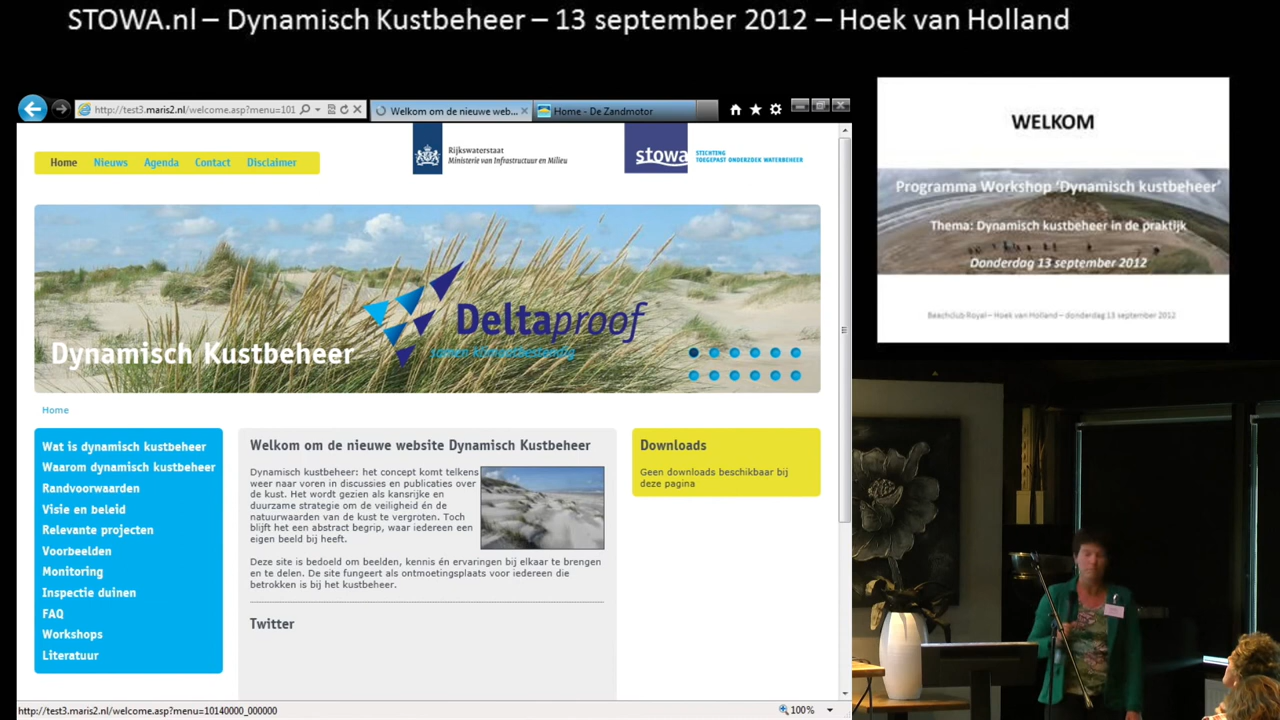 STOWA.nl – Dynamisch Kustbeheer – 13 september 2012 – Hoek van Holland
http://test3.maris2.nl/welcome.asp?menu=101
Welkom om de nieuwe web...
Home - De Zandmotor
Home
Nieuws
Agenda
Contact
Disclaimer
Rijkswaterstaat
Ministerie van Infrastructuur en Milieu
stowa
STICHTING
TOEGEPAST ONDERZOEK WATERBEHEER
Deltaproof
samen klimaatbestendig
Dynamisch Kustbeheer
Home
Wat is dynamisch kustbeheer
Waarom dynamisch kustbeheer
Randvoorwaarden
Visie en beleid
Relevante projecten
Voorbeelden
Monitoring
Inspectie duinen
FAQ
Workshops
Literatuur
Welkom om de nieuwe website Dynamisch Kustbeheer
Dynamisch kustbeheer: het concept komt telkens
weer naar voren in discussies en publicaties over
de kust. Het wordt gezien als kansrijke en
duurzame strategie om de veiligheid én de
natuurwaarden van de kust te vergroten. Toch
blijft het een abstract begrip, waar iedereen een
eigen beeld bij heeft.
Deze site is bedoeld om beelden, kennis én ervaringen bij elkaar te brengen
en te delen. De site fungeert als ontmoetingsplaats voor iedereen die
betrokken is bij het kustbeheer.
Twitter
Downloads
Geen downloads beschikbaar bij
deze pagina
http://test3.maris2.nl/welcome.asp?menu=10140000_000000
100%
WELKOM
Programma Workshop 'Dynamisch kustbeheer'
Thema: Dynamisch kustbeheer in de praktijk
Donderdag 13 september 2012
Beachclub Royal – Hoek van Holland – donderdag 13 september 2012